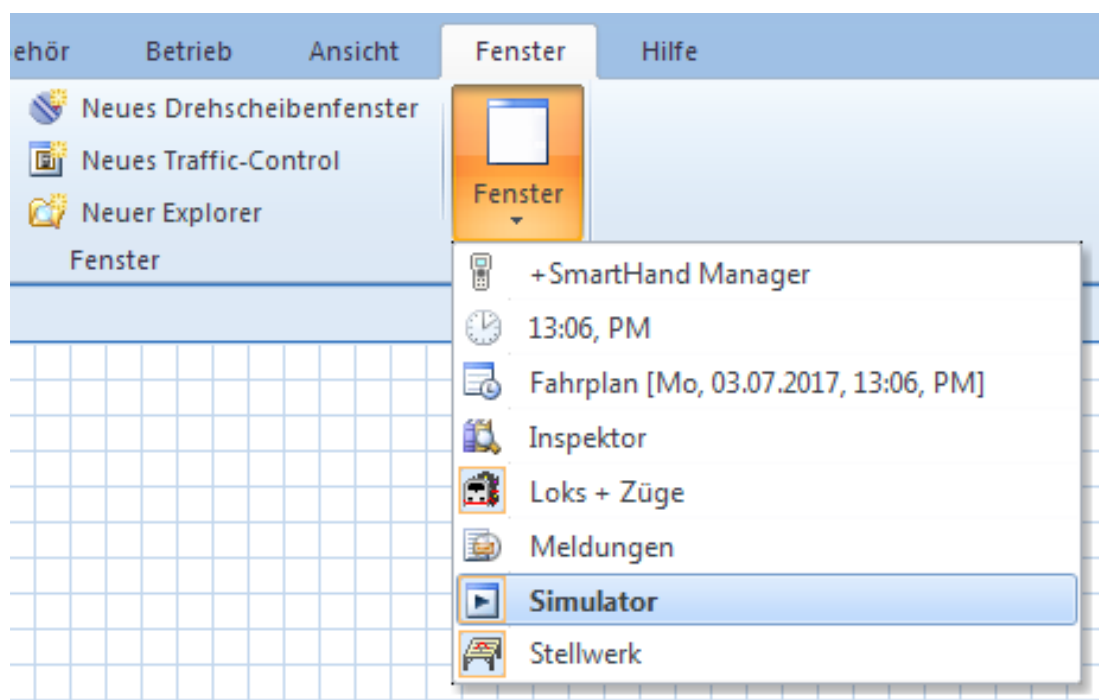 ehör Betrieb Ansicht Fenster Hilfe
Neues Drehscheibenfenster
Neues Traffic-Control
Neuer Explorer
Fenster
Fenster
+SmartHand Manager
13:06, PM
Fahrplan [Mo, 03.07.2017, 13:06, PM]
Inspektor
Loks + Züge
Meldungen
Simulator
Stellwerk